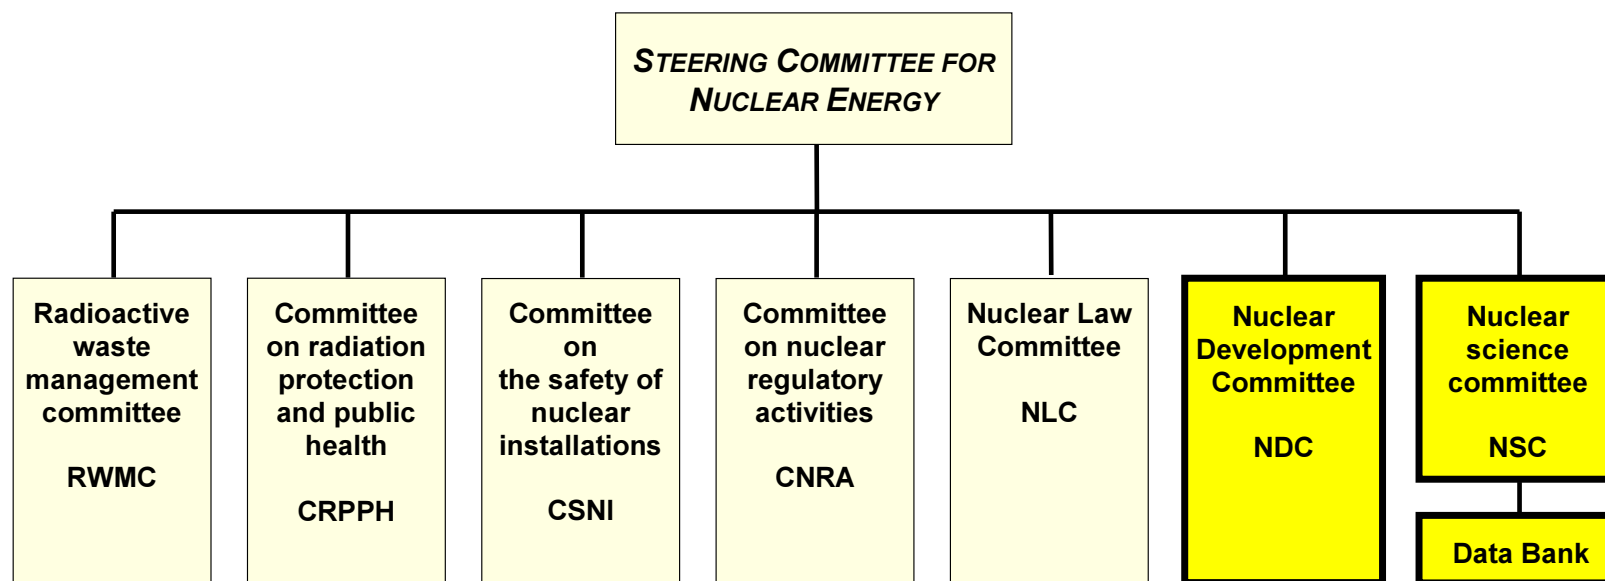 STEERING COMMITTEE FOR
NUCLEAR ENERGY
Radioactive
waste
management
committee
RWMC
Committee
on radiation
protection
and public
health
CRPPH
Committee
on
the safety of
nuclear
installations
CSNI
Committee
on nuclear
regulatory
activities
CNRA
Nuclear Law
Committee
NLC
Nuclear
Development
Committee
NDC
Nuclear
science
committee
NSC
Data Bank